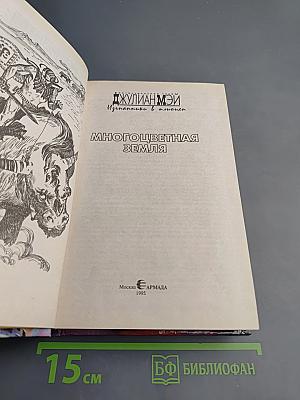 ДЖУЛИАН МЭЙ
Изгнанники в плиоцен
МНОГОЦВЕТНАЯ
ЗЕМЛЯ
Москва АРМАДА
1995
15 см
БФ БИБЛИОФАН